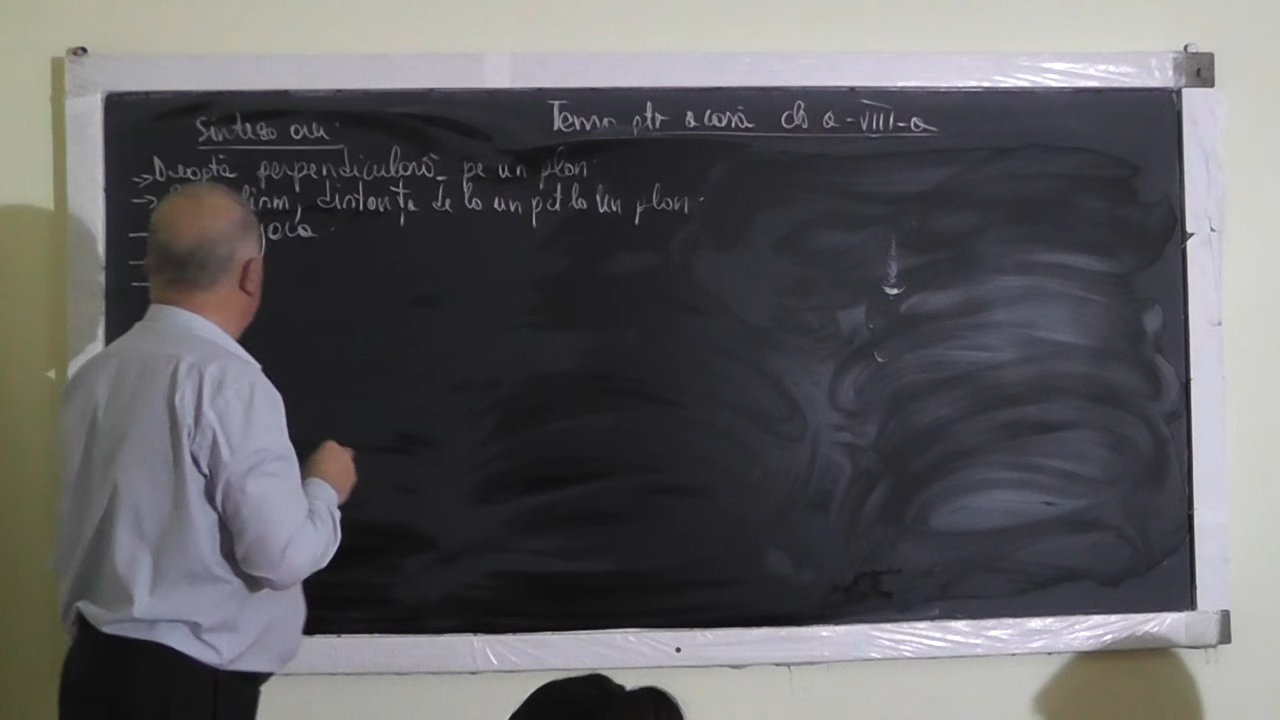 Sinteza orei.
Tema ptr acasă cls a-VIII-a
→ Dreaptă perpendiculară pe un plan.
→ distanța de la un pct la un plan.